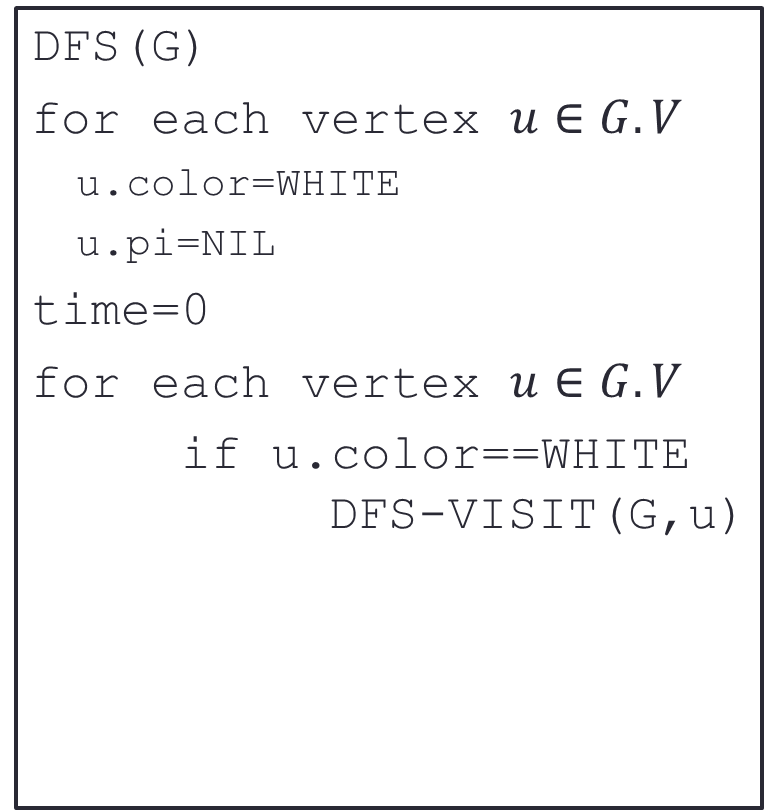 DFS(G)
for each vertex u ∈ G.V
u.color=WHITE
u.pi=NIL
time=0
for each vertex u ∈ G.V
if u.color==WHITE
DFS-VISIT(G,u)